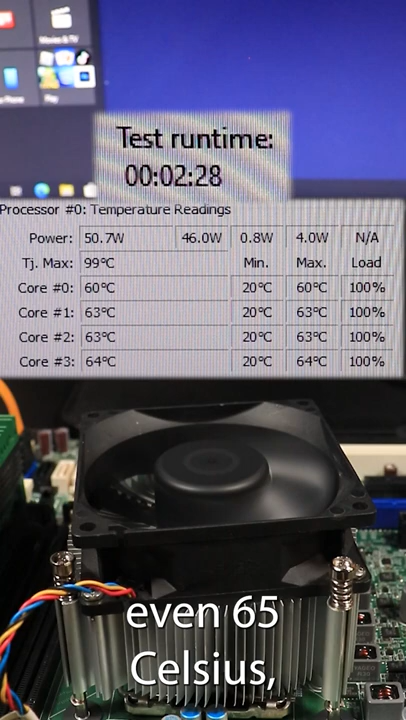 Movies & TV
Play
Test runtime:
00:02:28
Processor #0: Temperature Readings
Power: 50.7W 46.0W 0.8W 4.0W N/A
Tj. Max: 99°C Min. Max. Load
Core #0: 60°C 20°C 60°C 100%
Core #1: 63°C 20°C 63°C 100%
Core #2: 63°C 20°C 63°C 100%
Core #3: 64°C 20°C 64°C 100%
even 65
Celsius,